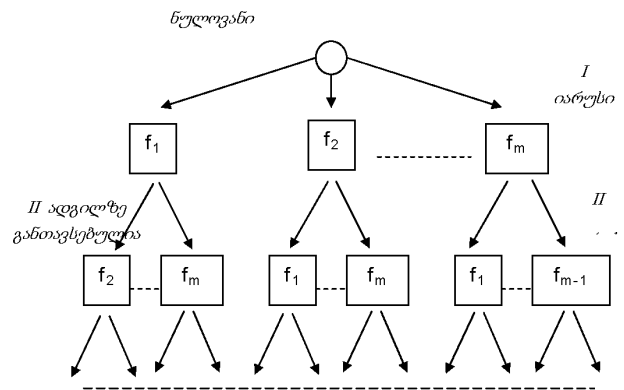 ნულოვანი
I
იარუსი
f1 f2 fm
II ადგილზე
განთავსებულია
II
f2 fm f1 fm f1 fm-1